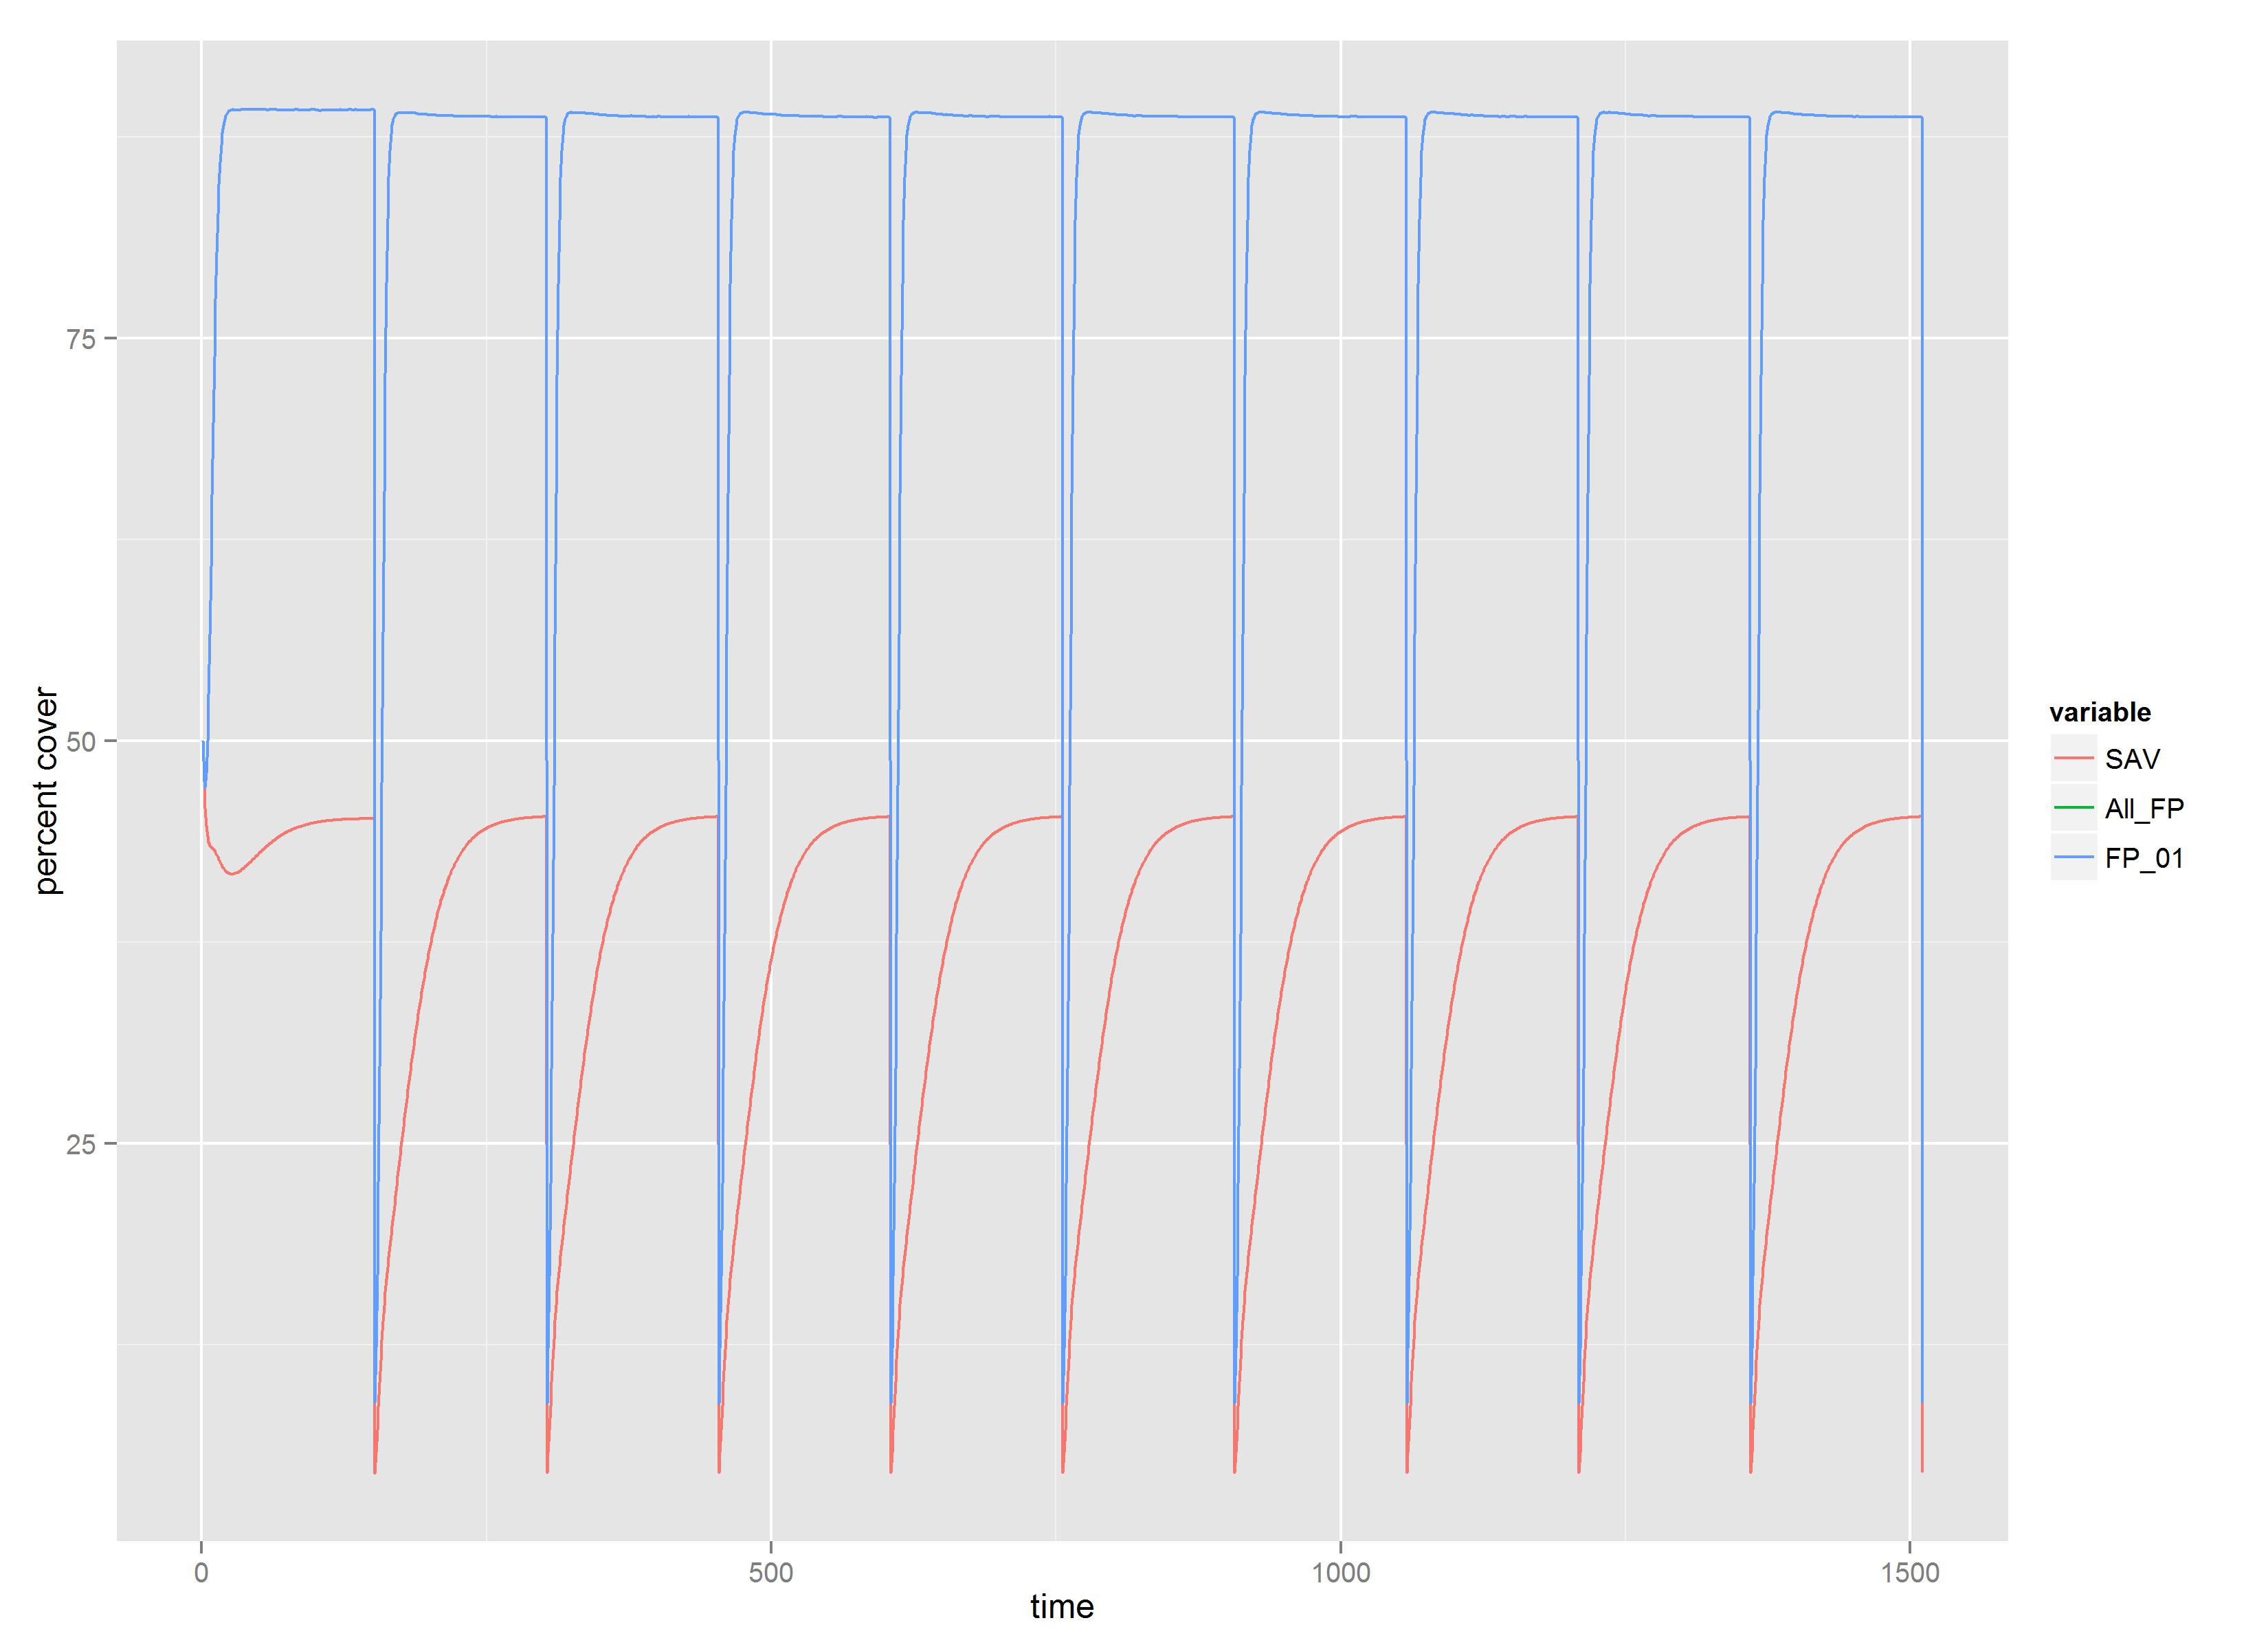 percent cover
75
50
25
0
500
1000
1500
time
variable
SAV
All_FP
FP_01